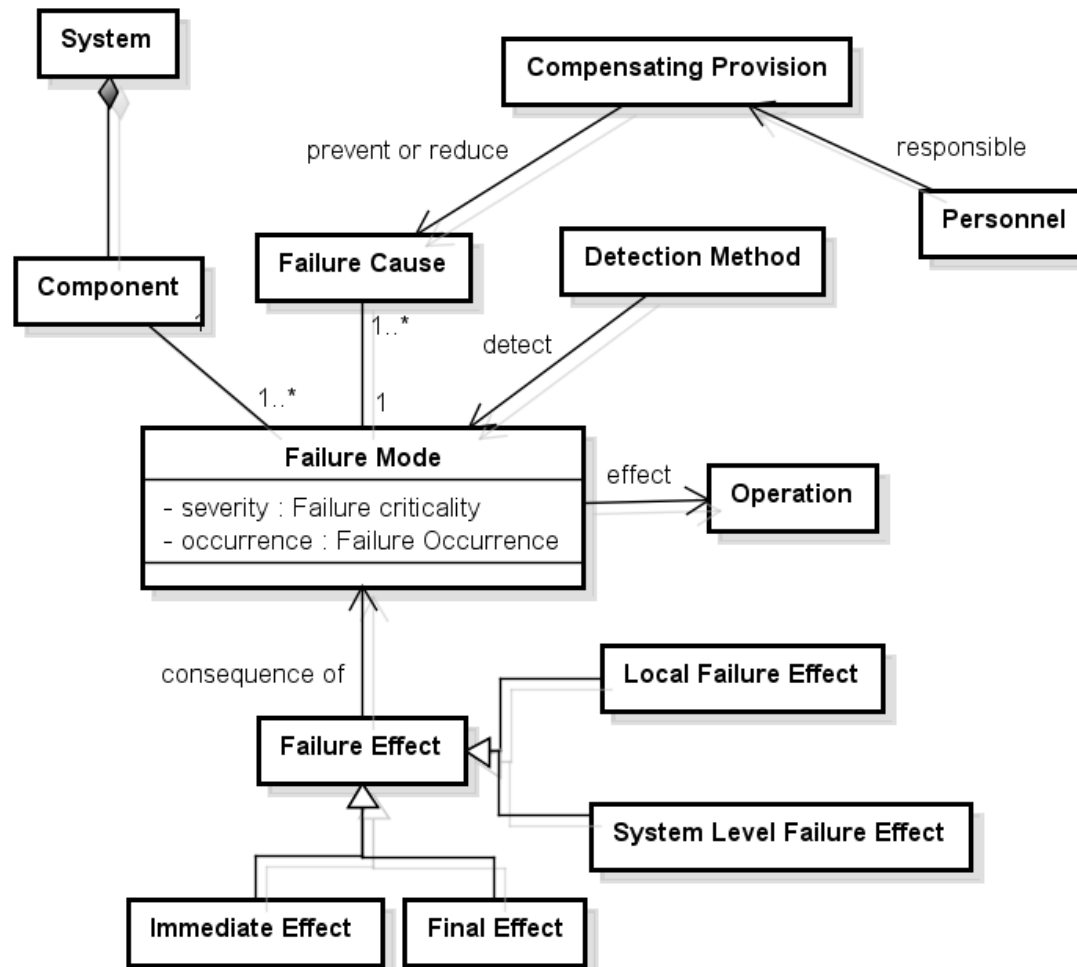 System
Compensating Provision
prevent or reduce
responsible
Personnel
Failure Cause
Detection Method
Component
1
1..*
detect
1..*
1
Failure Mode
- severity : Failure criticality
- occurrence : Failure Occurrence
effect
Operation
consequence of
Local Failure Effect
Failure Effect
System Level Failure Effect
Immediate Effect
Final Effect